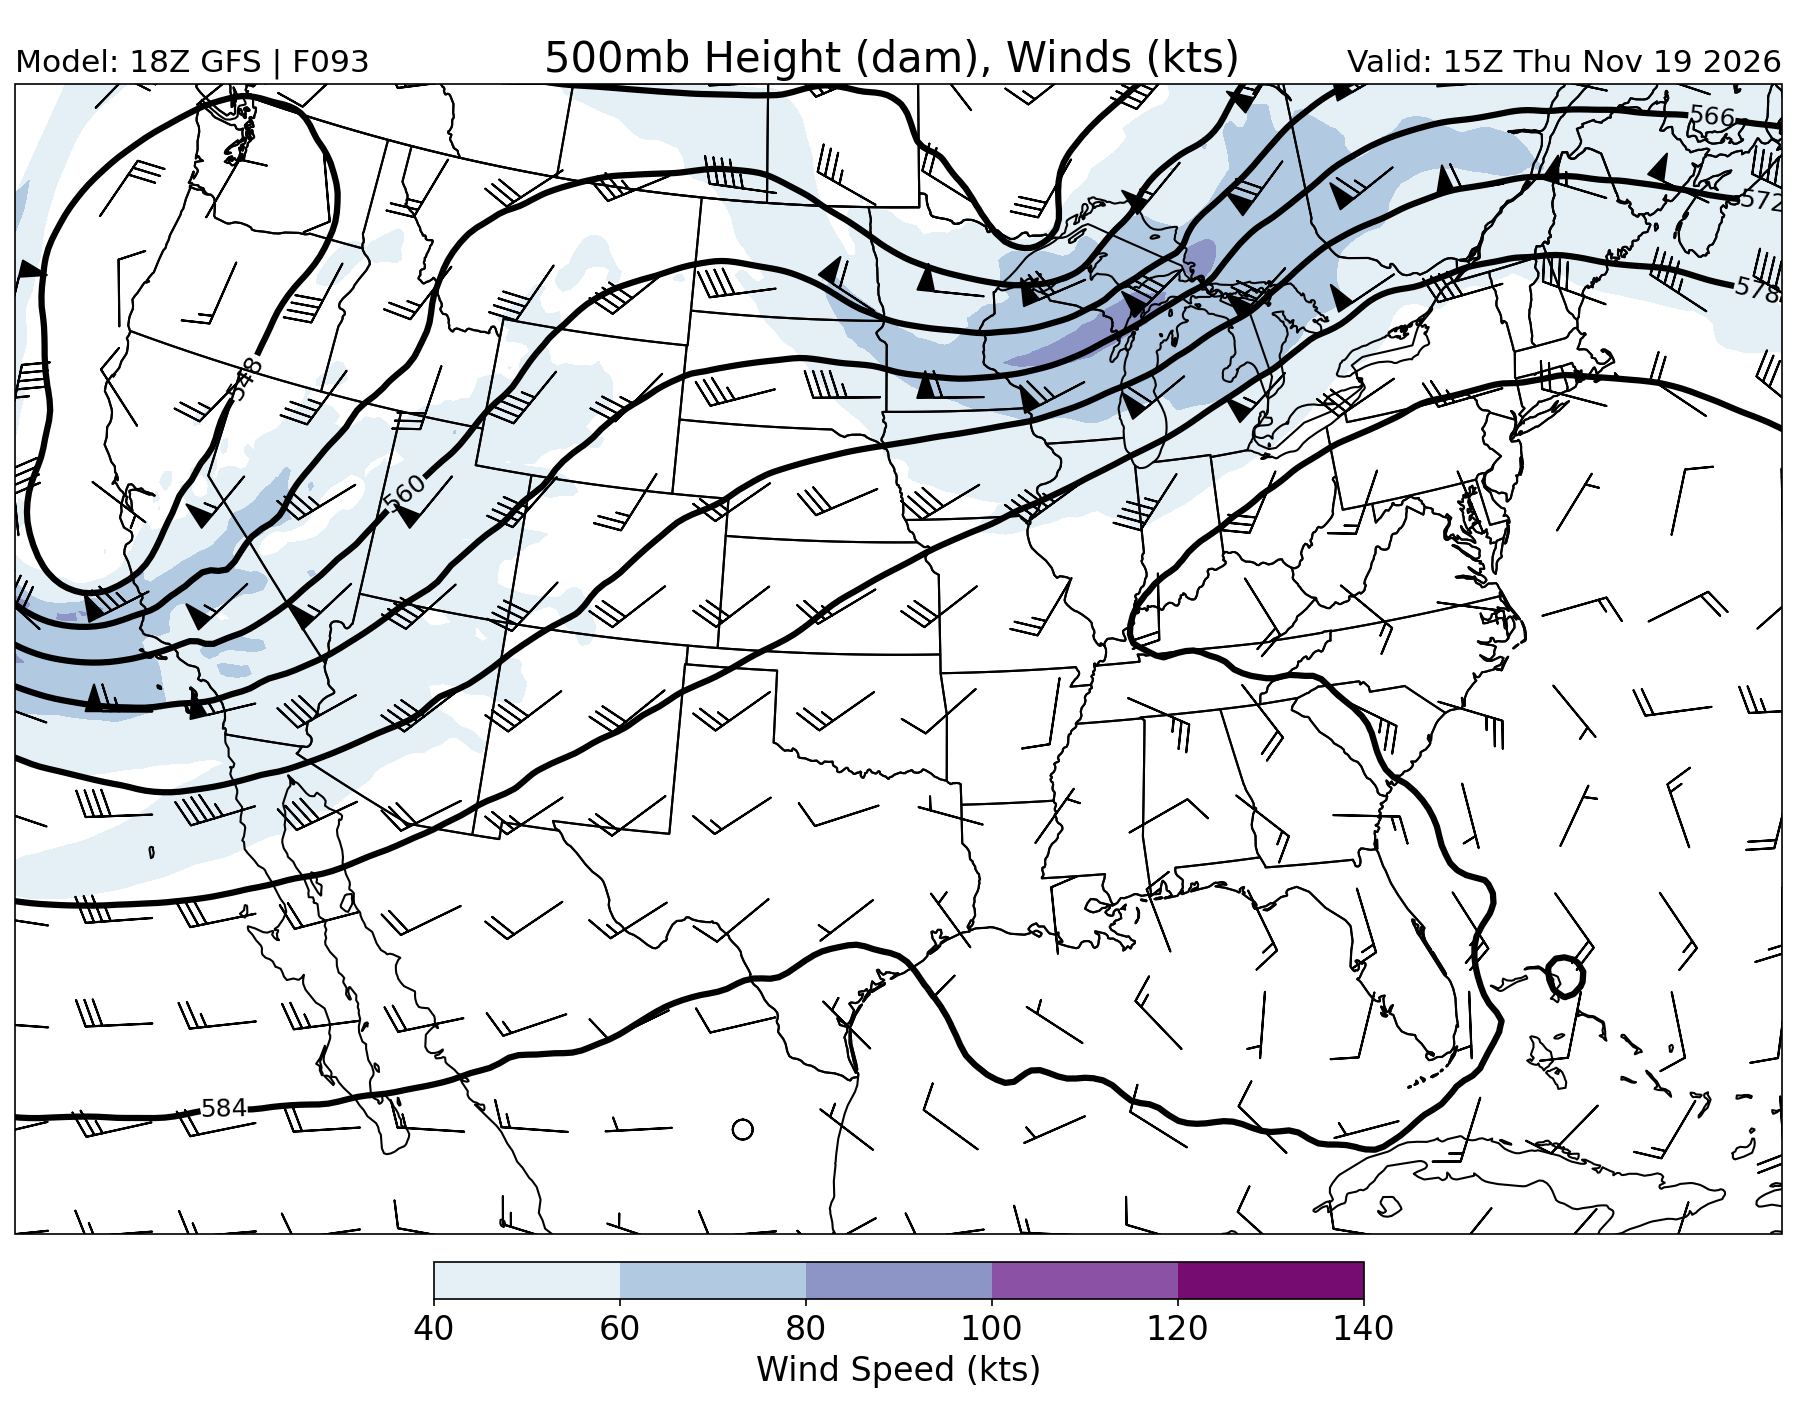 Model: 18Z GFS | F093
500mb Height (dam), Winds (kts)
Valid: 15Z Thu Nov 19 2026
566
572
578
548
560
584
40 60 80 100 120 140
Wind Speed (kts)